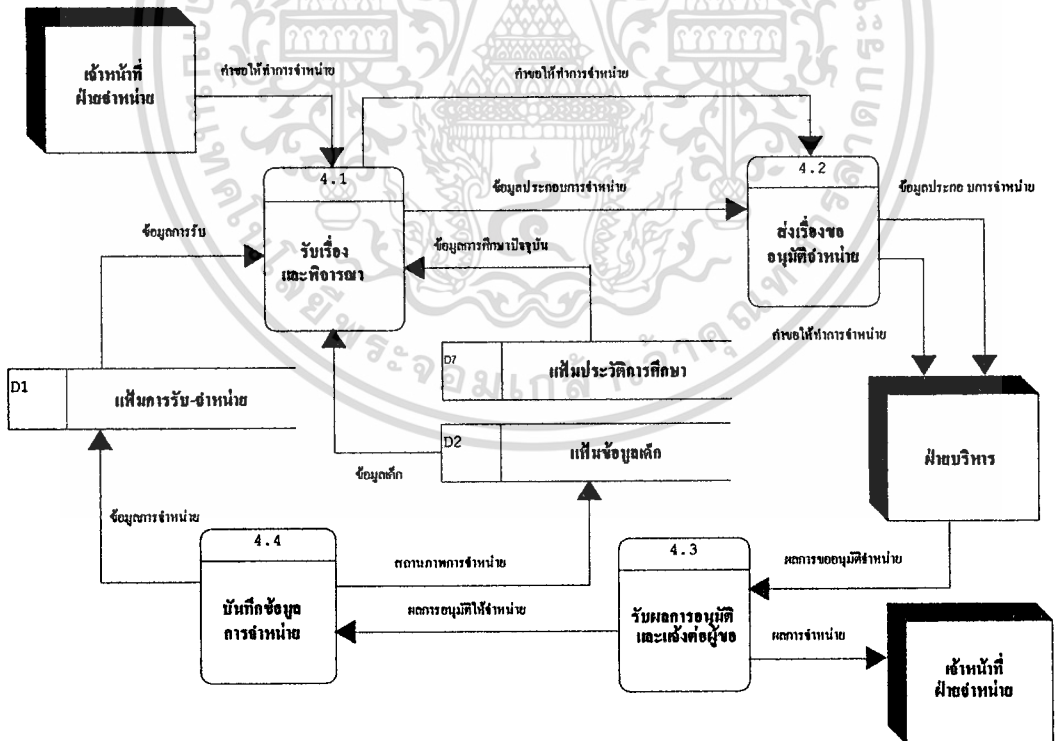 เจ้าหน้าที่
ฝ่ายจำหน่าย
คำขอให้ทำการจำหน่าย
คำขอให้ทำการจำหน่าย
4.1
รับเรื่อง
และพิจารณา
ข้อมูลประกอบการจำหน่าย
4.2
ส่งเรื่องขอ
อนุมัติจำหน่าย
ข้อมูลประกอบการจำหน่าย
ข้อมูลการรับ
ข้อมูลการศึกษาปัจจุบัน
คำขอให้ทำการจำหน่าย
D7
แฟ้มประวัติการศึกษา
D1
แฟ้มการรับ-จำหน่าย
D2
แฟ้มข้อมูลเด็ก
ข้อมูลเด็ก
ฝ่ายบริหาร
ข้อมูลการจำหน่าย
4.4
บันทึกข้อมูล
การจำหน่าย
สถานภาพการจำหน่าย
ผลการอนุมัติให้จำหน่าย
4.3
รับผลการอนุมัติ
และแจ้งต่อผู้ขอ
ผลการขออนุมัติจำหน่าย
ผลการจำหน่าย
เจ้าหน้าที่
ฝ่ายจำหน่าย